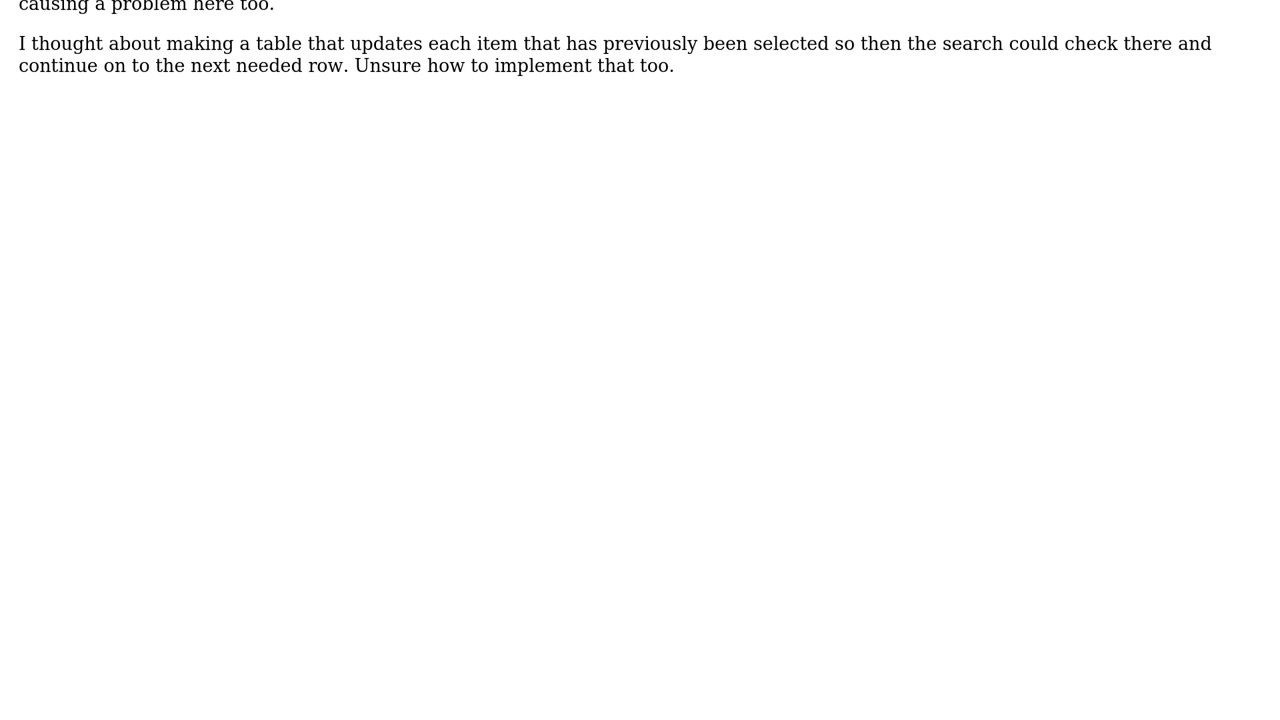 causing a problem here too.
I thought about making a table that updates each item that has previously been selected so then the search could check there and
continue on to the next needed row. Unsure how to implement that too.